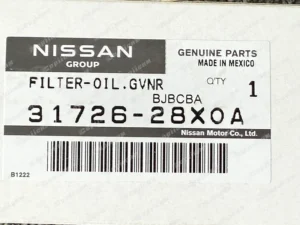 NISSAN GENUINE PARTS
GROUP MADE IN MEXICO
FILTER-OIL.GVNR QTY
BJBCBA 1
31726-28X0A
Nissan Motor Co., Ltd.
B1222